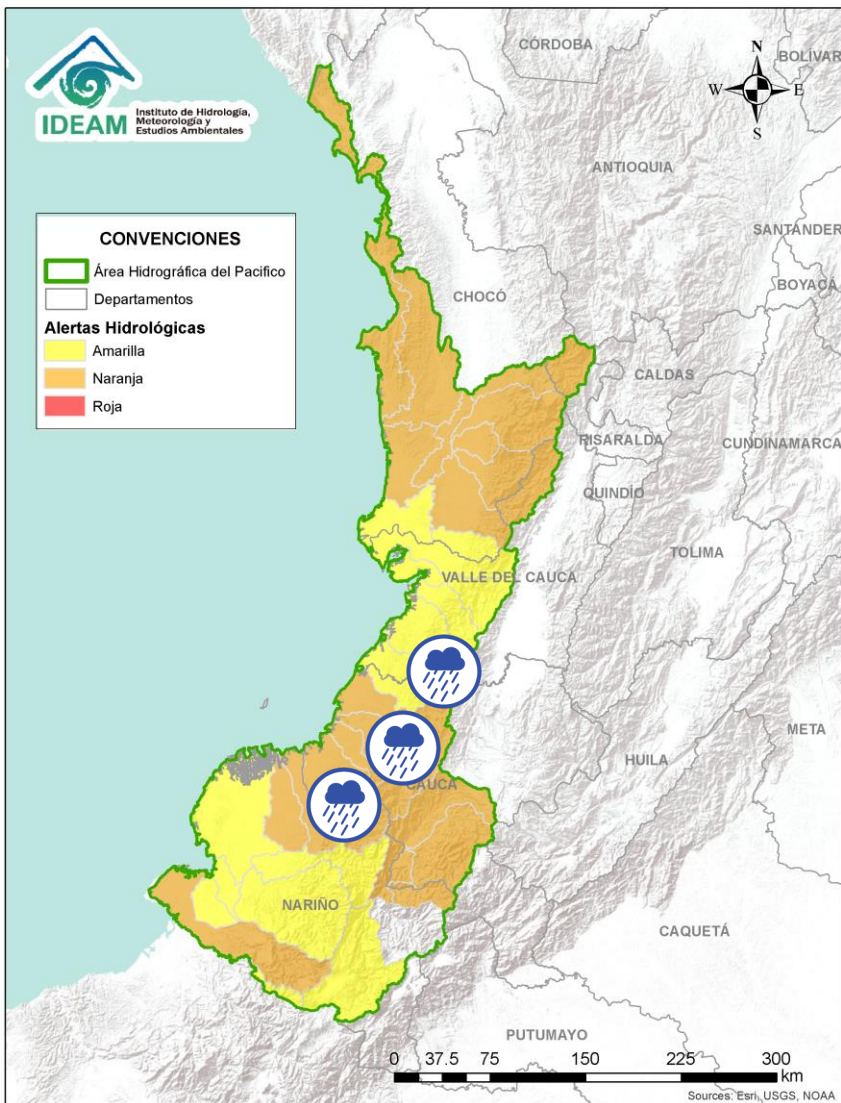 IDEAM
Instituto de Hidrología,
Meteorología y
Estudios Ambientales
CÓRDOBA
BOLÍVAR
N
W
E
S
ANTIOQUIA
SANTANDER
BOYACÁ
CONVENCIONES
Área Hidrográfica del Pacifico
Departamentos
Alertas Hidrológicas
Amarilla
Naranja
Roja
CHOCÓ
CALDAS
RISARALDA
CUNDINAMARCA
QUINDÍO
TOLIMA
VALLE DEL CAUCA
META
HUILA
CAUCA
NARIÑO
CAQUETÁ
PUTUMAYO
0 37.5 75 150 225 300
km
Sources: Esri, USGS, NOAA